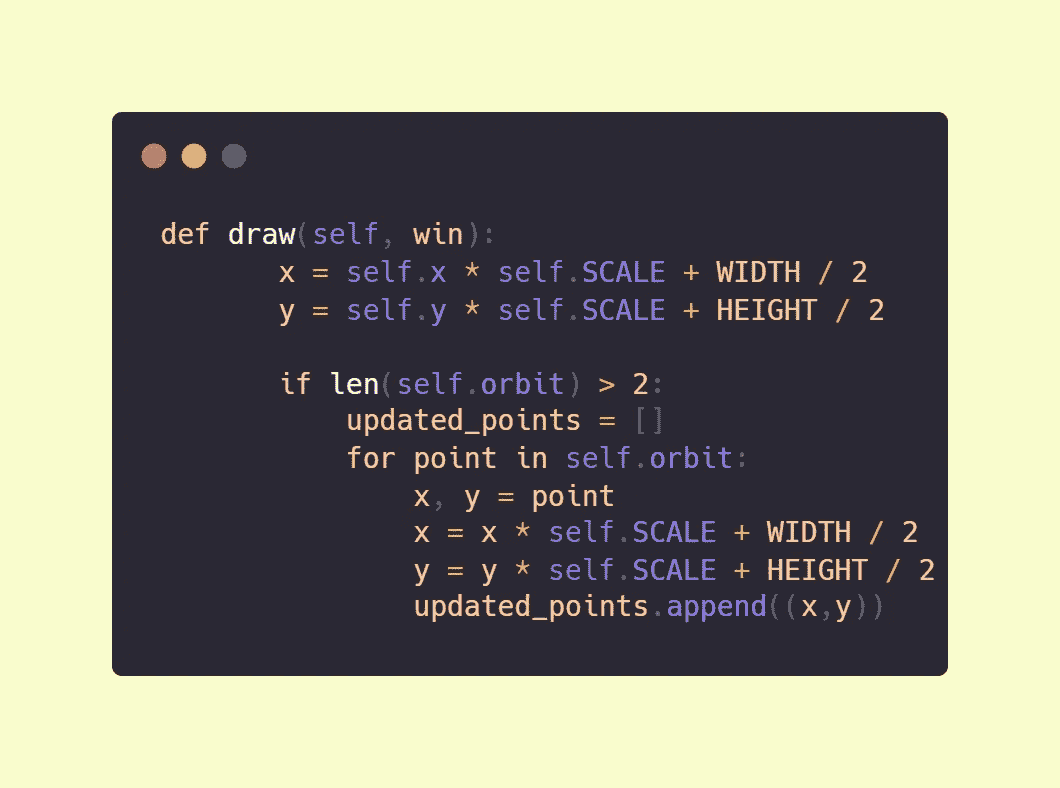 def draw(self, win):
        x = self.x * self.SCALE + WIDTH / 2
        y = self.y * self.SCALE + HEIGHT / 2

        if len(self.orbit) > 2:
            updated_points = []
            for point in self.orbit:
                x, y = point
                x = x * self.SCALE + WIDTH / 2
                y = y * self.SCALE + HEIGHT / 2
                updated_points.append((x,y))